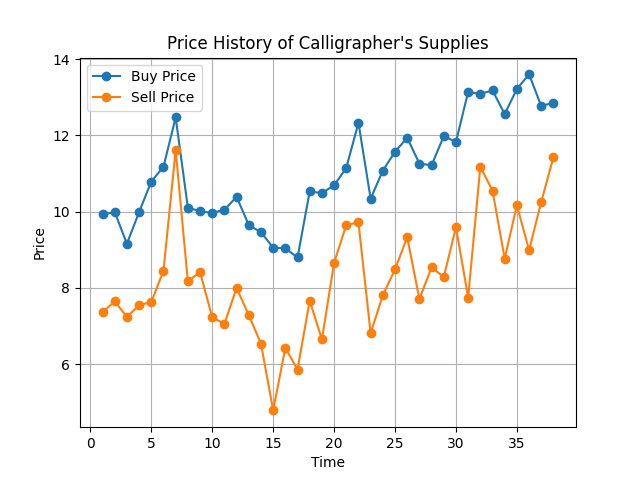 Price History of Calligrapher's Supplies
Buy Price
Sell Price
14
12
10
8
6
Price
0 5 10 15 20 25 30 35
Time